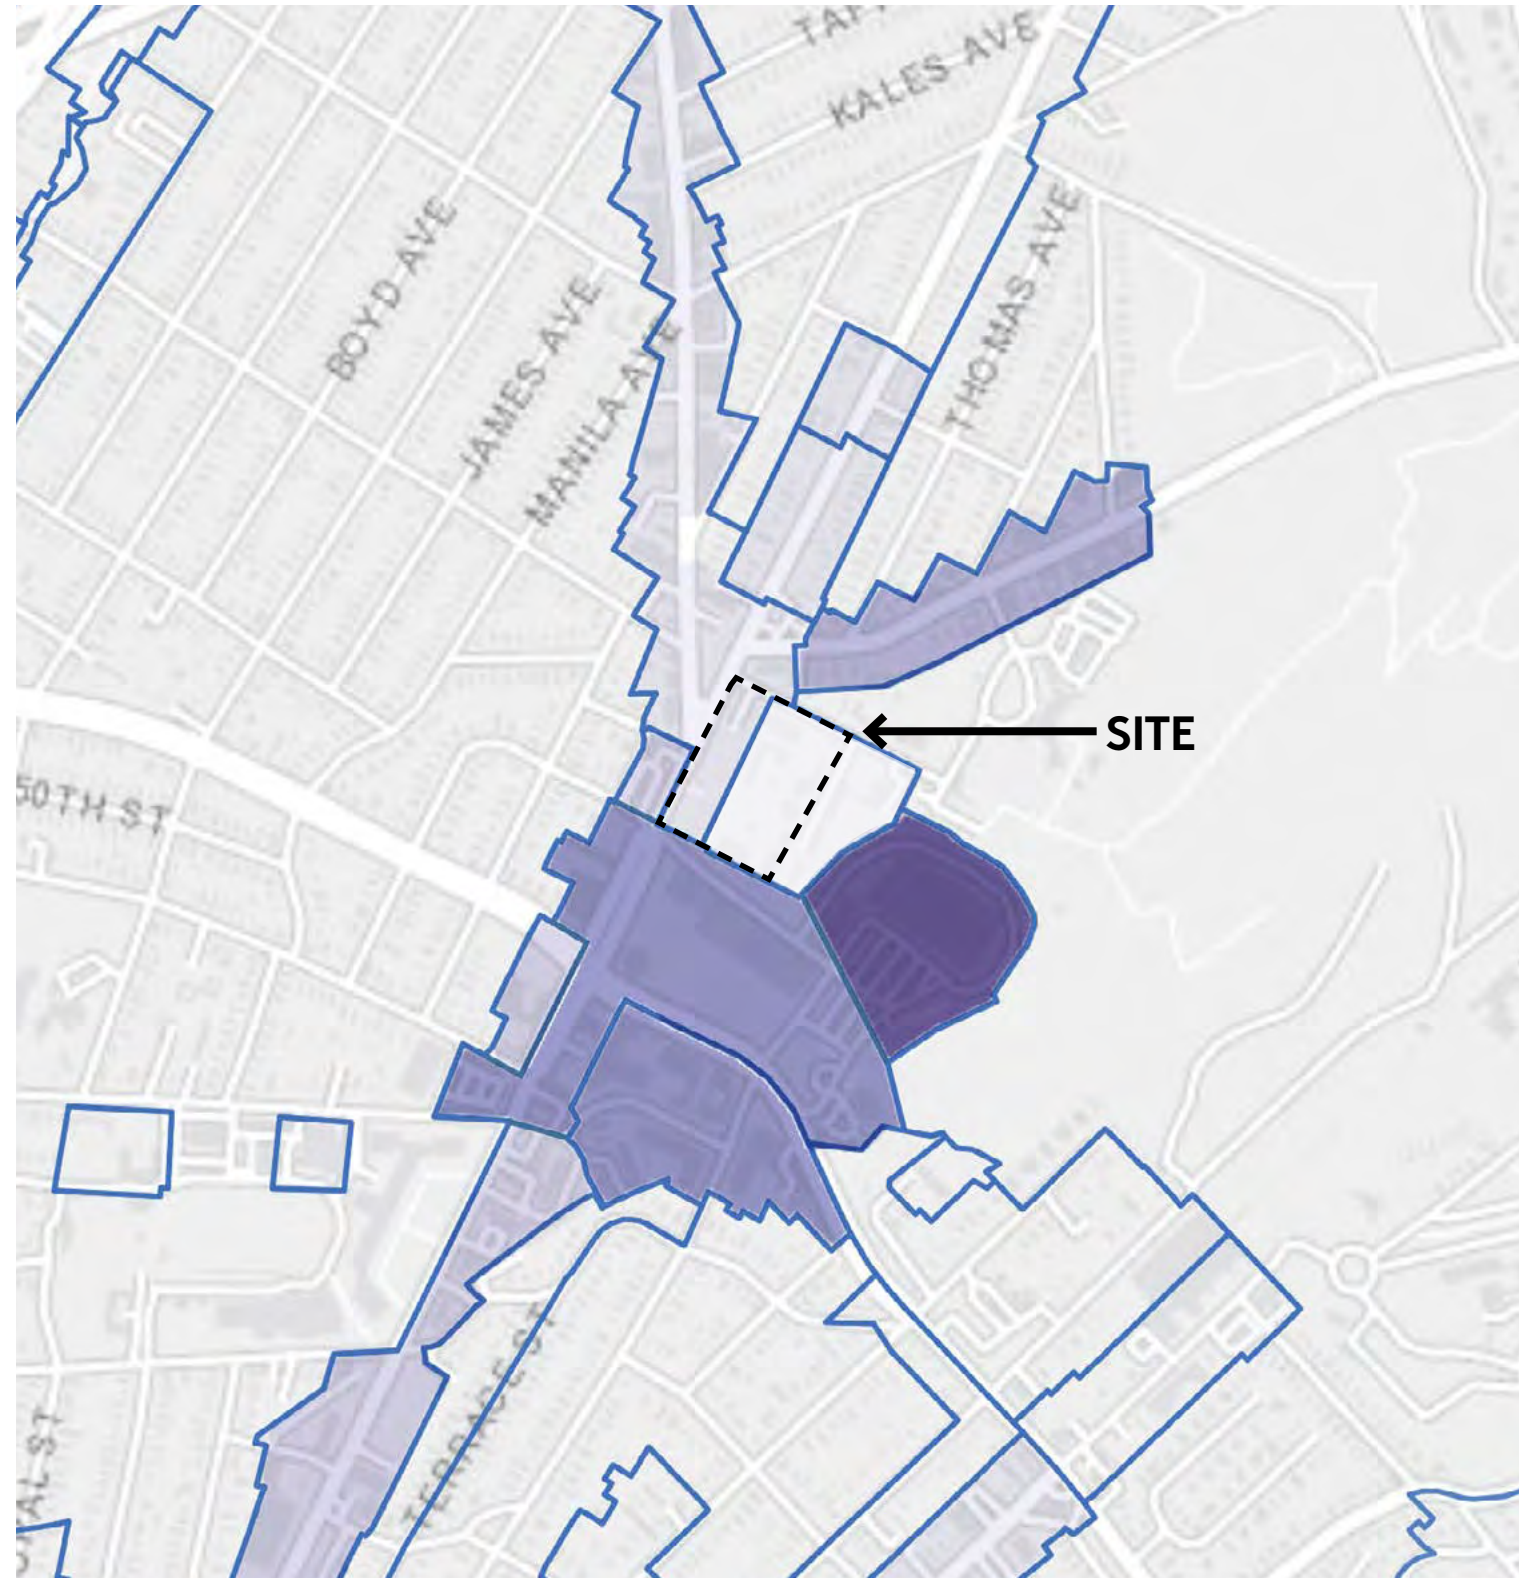 KALES AVE
THOMAS AVE
BOYD AVE
JAMES AVE
MANILA AVE
SITE
50TH ST
TERRACE ST